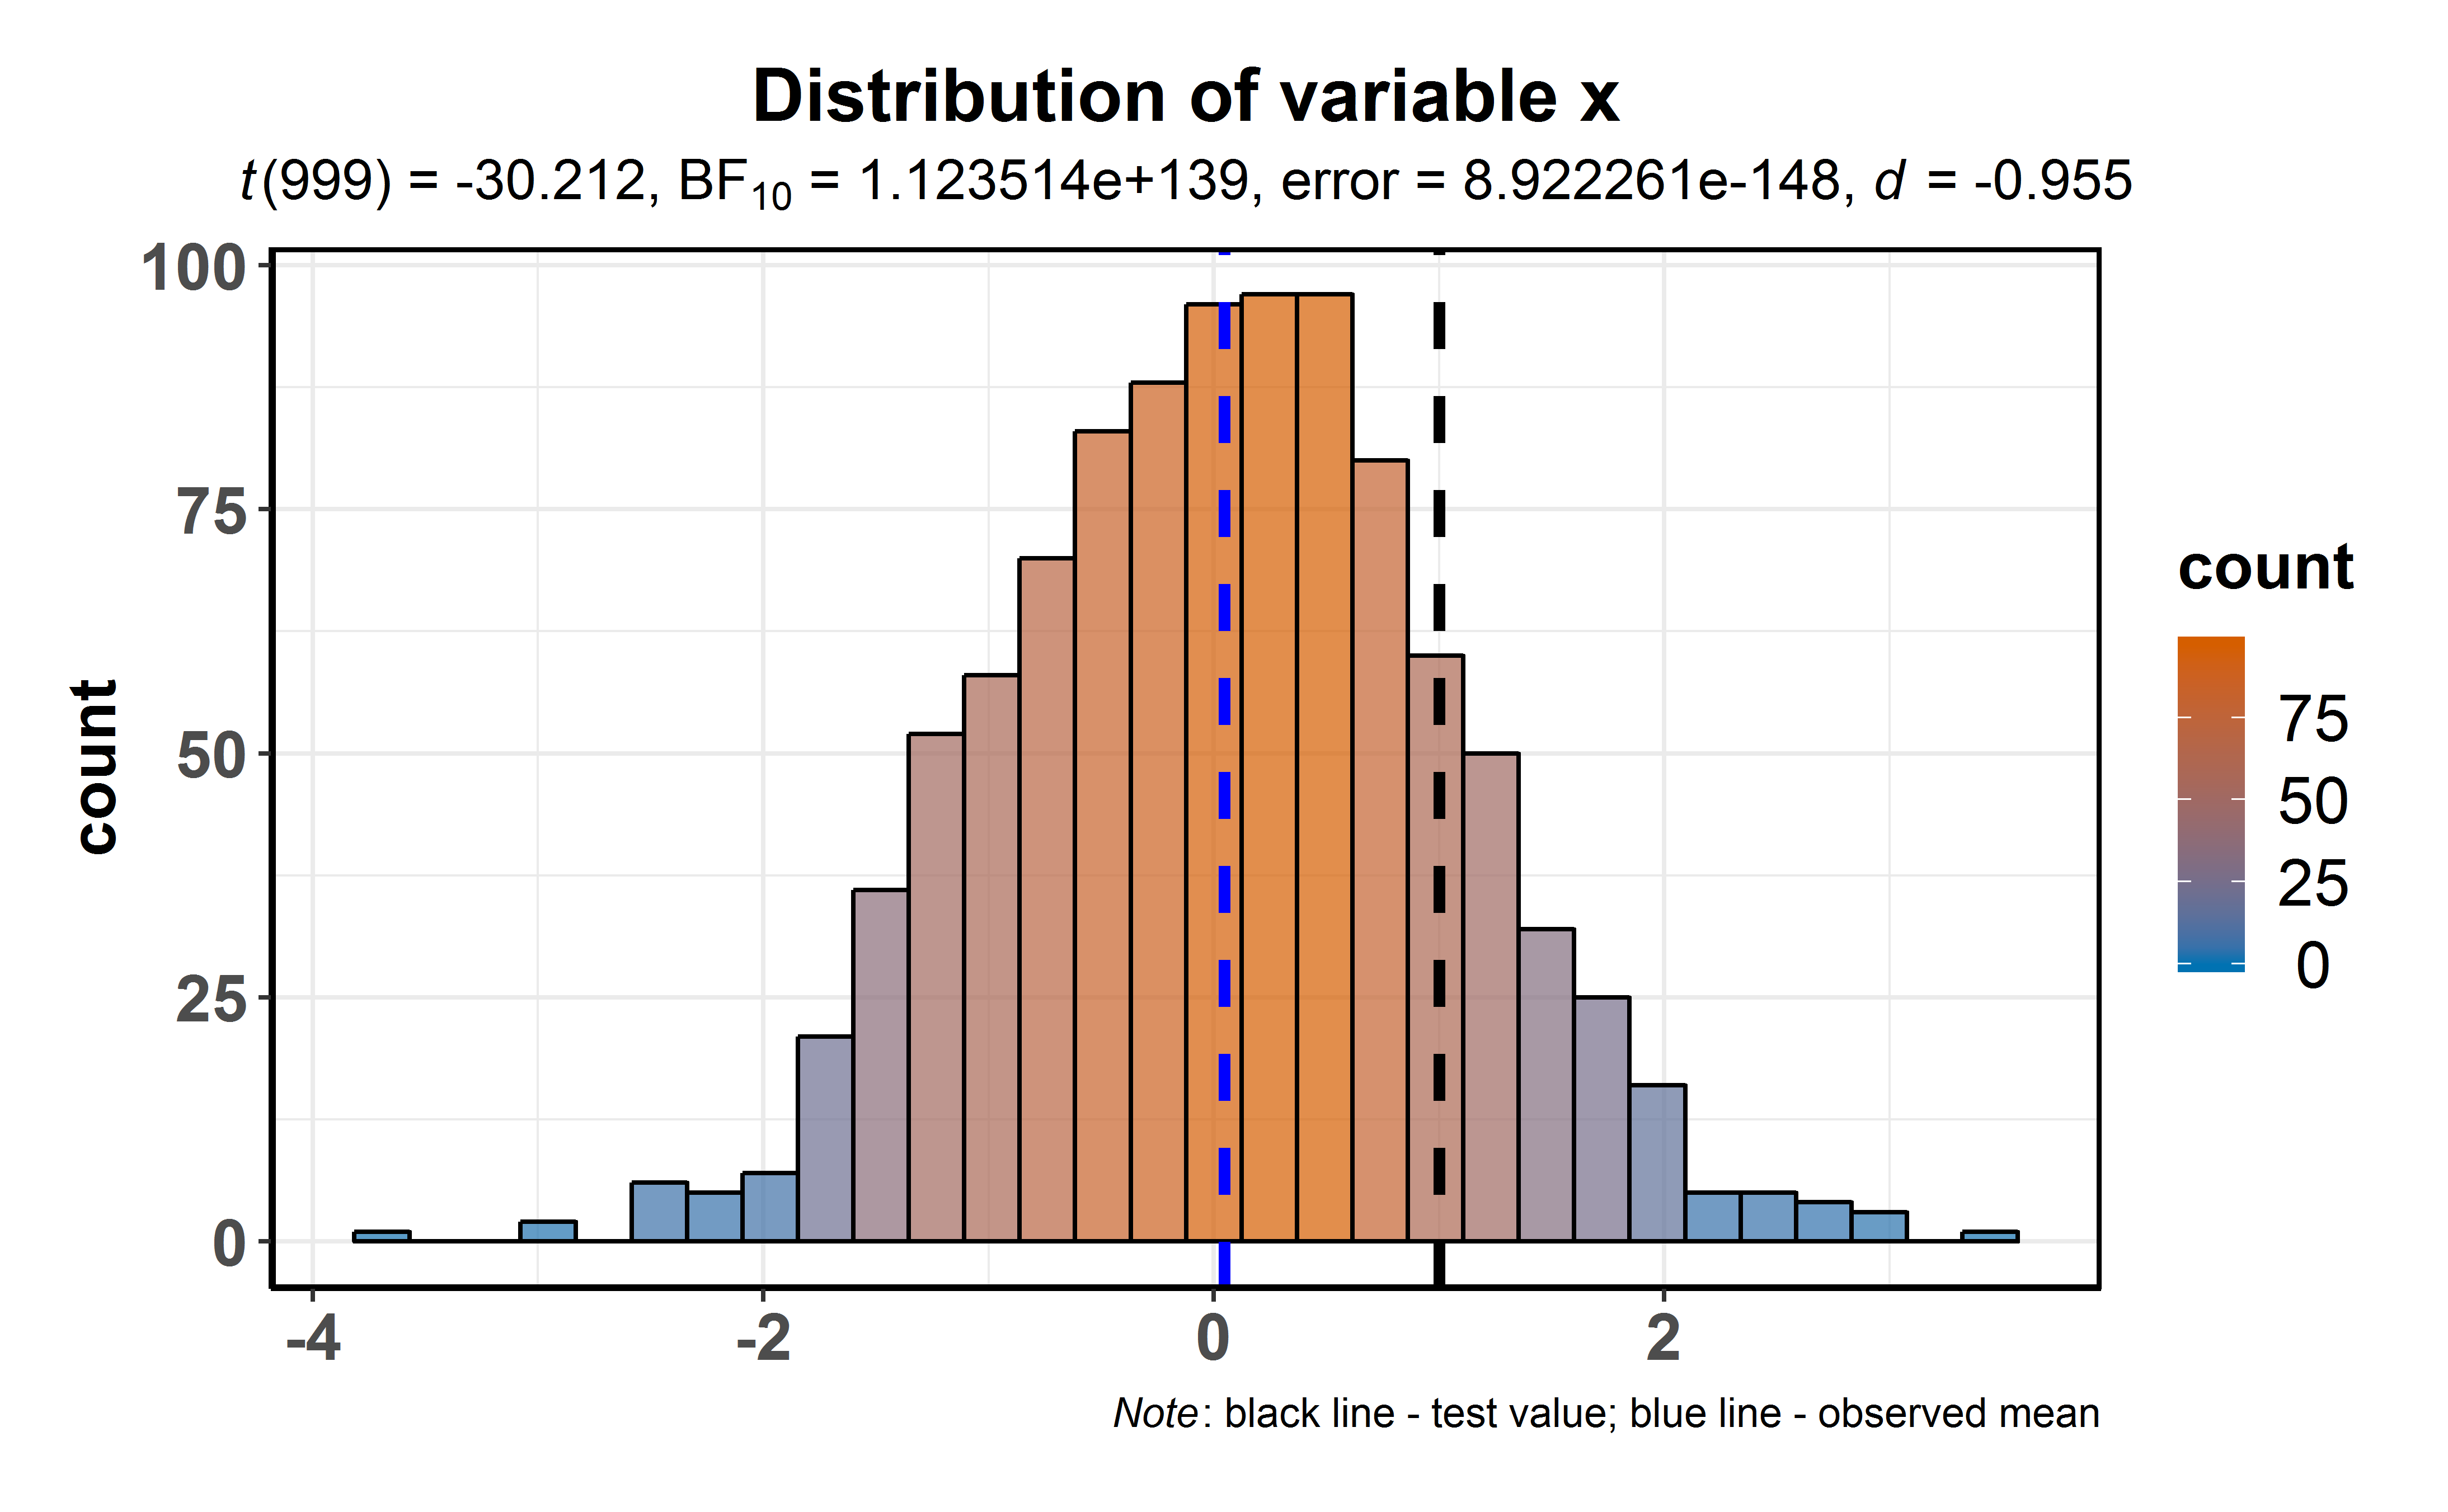 Distribution of variable x
t(999) = -30.212, BF₁₀ = 1.123514e+139, error = 8.922261e-148, d = -0.955
100
75
50
25
0
count
-4
-2
0
2
count
75
50
25
0
Note: black line - test value; blue line - observed mean